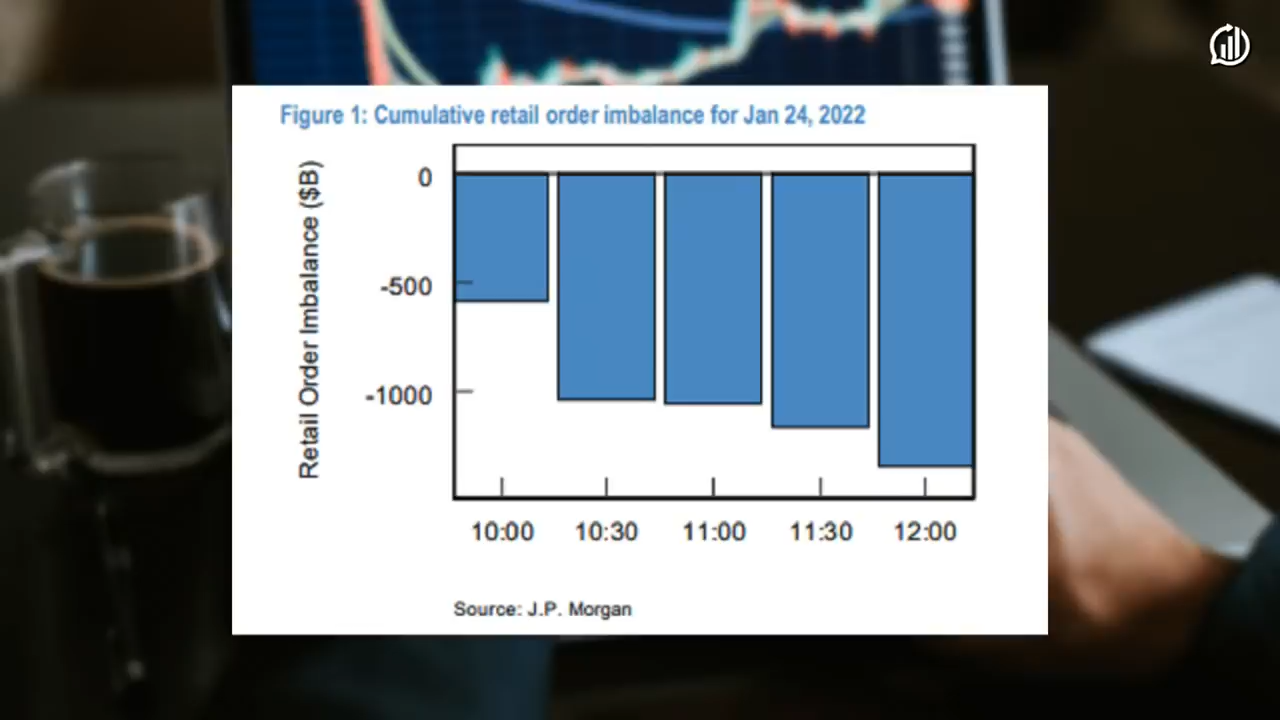 Figure 1: Cumulative retail order imbalance for Jan 24, 2022
Retail Order Imbalance ($B)
0
-500
-1000
10:00 10:30 11:00 11:30 12:00
Source: J.P. Morgan